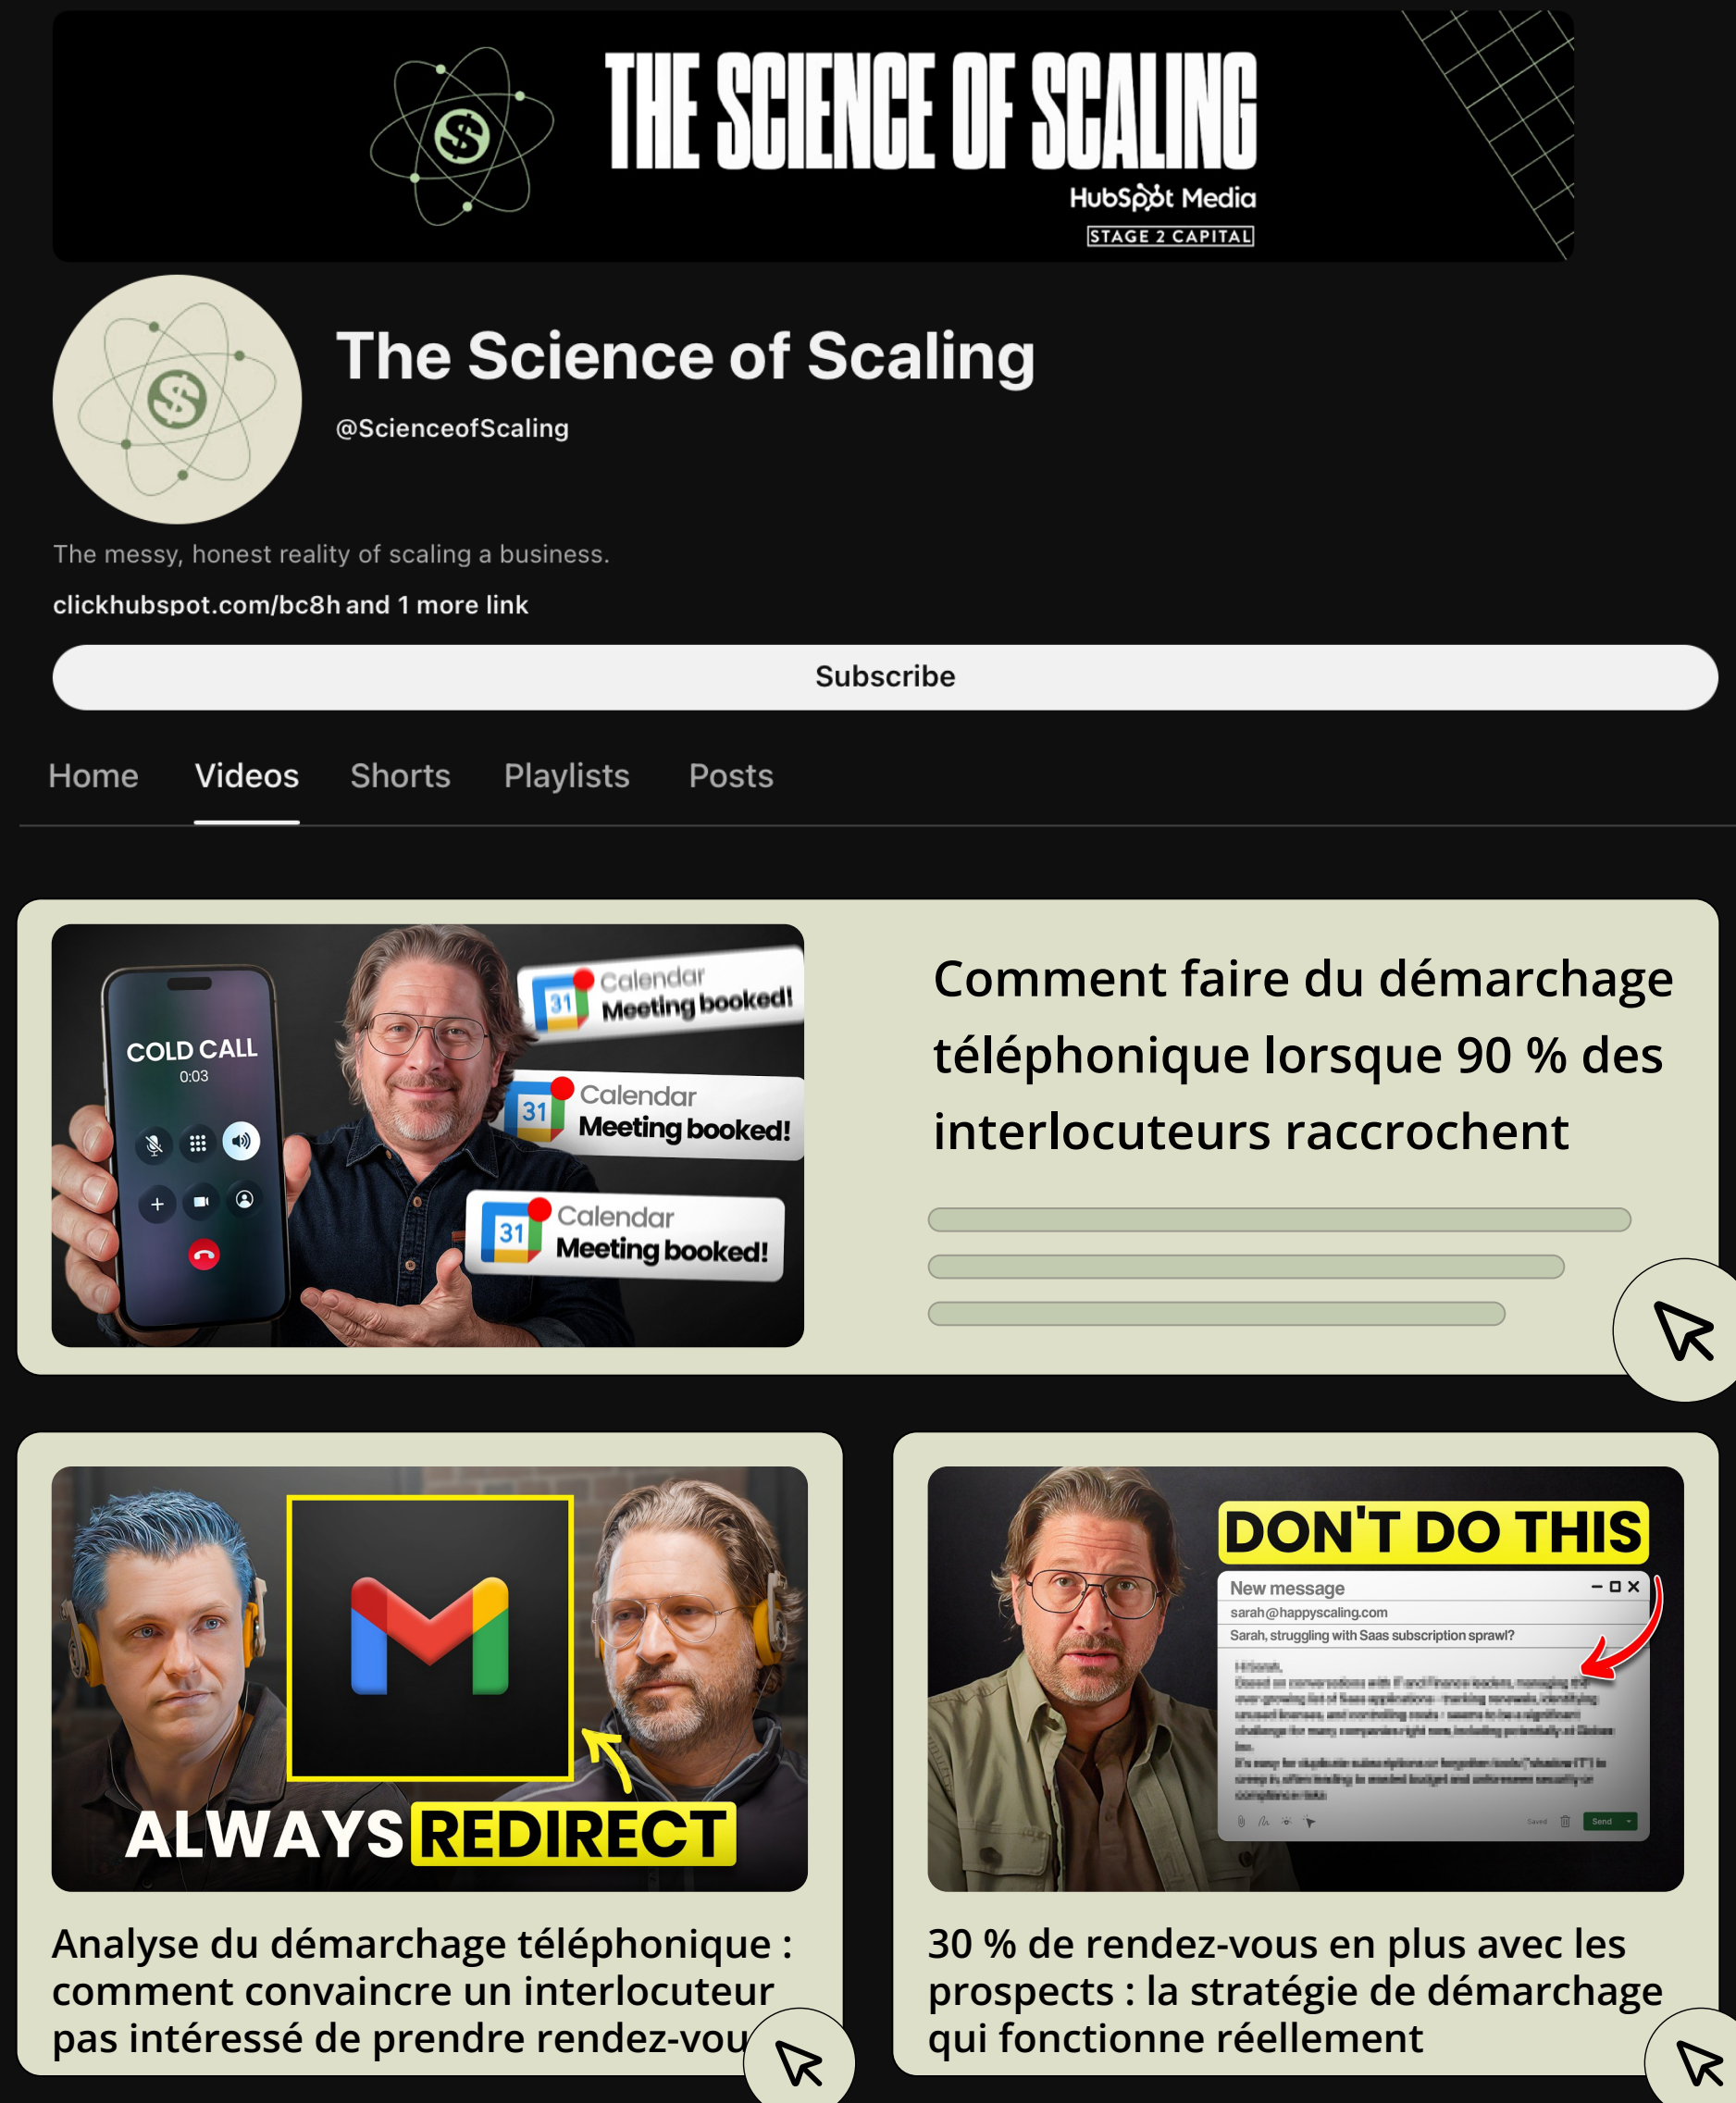 THE SCIENCE OF SCALING
HubSpot Media
STAGE 2 CAPITAL
The Science of Scaling
@ScienceofScaling
The messy, honest reality of scaling a business.
clickhubspot.com/bc8h and 1 more link
Subscribe
Home Videos Shorts Playlists Posts
COLD CALL
0:03
31 Calendar
Meeting booked!
31 Calendar
Meeting booked!
31 Calendar
Meeting booked!
Comment faire du démarchage
téléphonique lorsque 90 % des
interlocuteurs raccrochent
ALWAYS REDIRECT
Analyse du démarchage téléphonique :
comment convaincre un interlocuteur
pas intéressé de prendre
DON'T DO THIS
New message
sarah@happyscaling.com
Sarah, struggling with Saas subscription sprawl?
Saved Send
30 % de rendez-vous en plus avec les
prospects : la stratégie de démarchage
qui fonctionne réellement